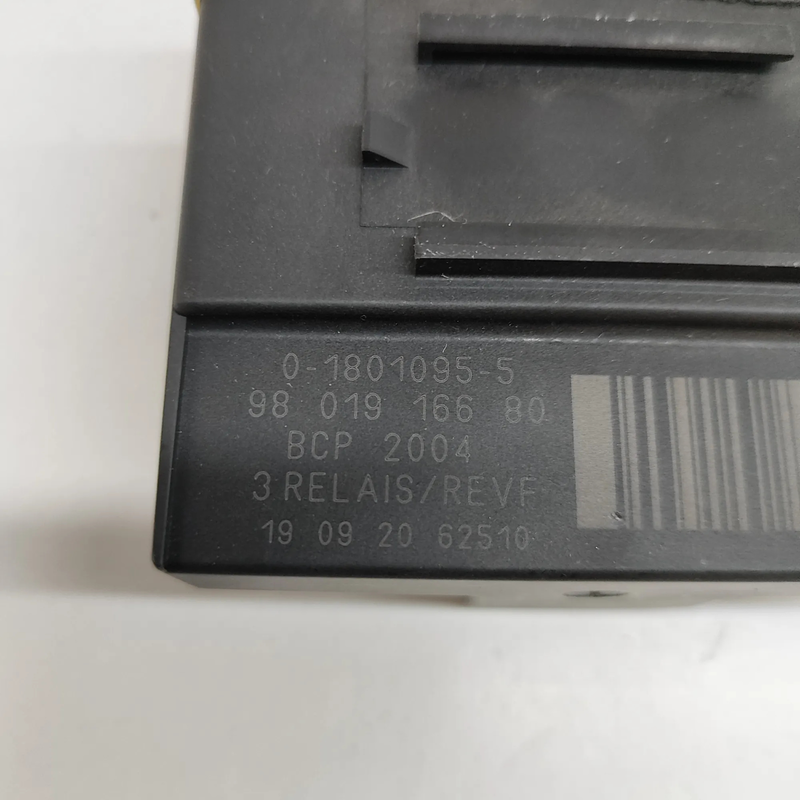 0-1801095-5
98 019 166 80
BCP 2004
3 RELAIS/REVF
19 09 20 62510